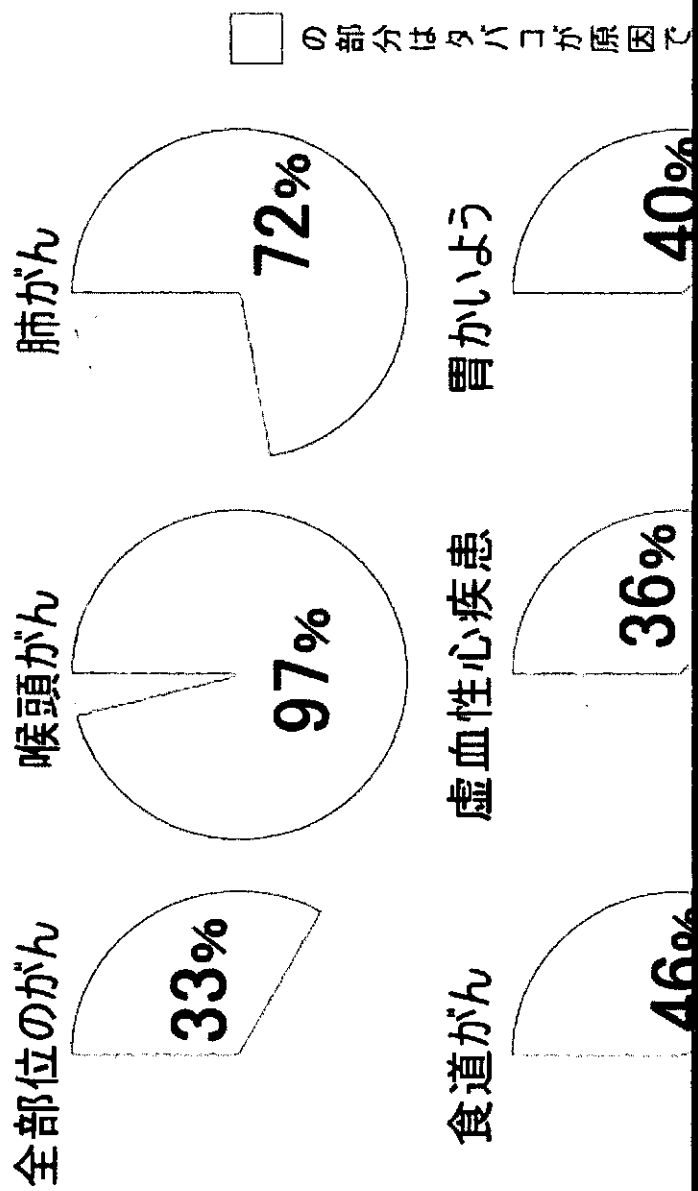 全部位のがん
33%
喉頭がん
97%
肺がん
72%
の部分はタバコが原因で
食道がん
46%
虚血性心疾患
36%
胃かいよう
40%